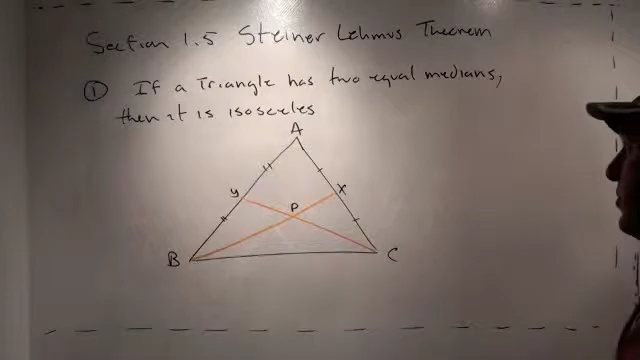 Section 1.5 Steiner Lehmus Theorem
① If a Triangle has two equal medians,
then it is isosceles
A
y x
P
B C